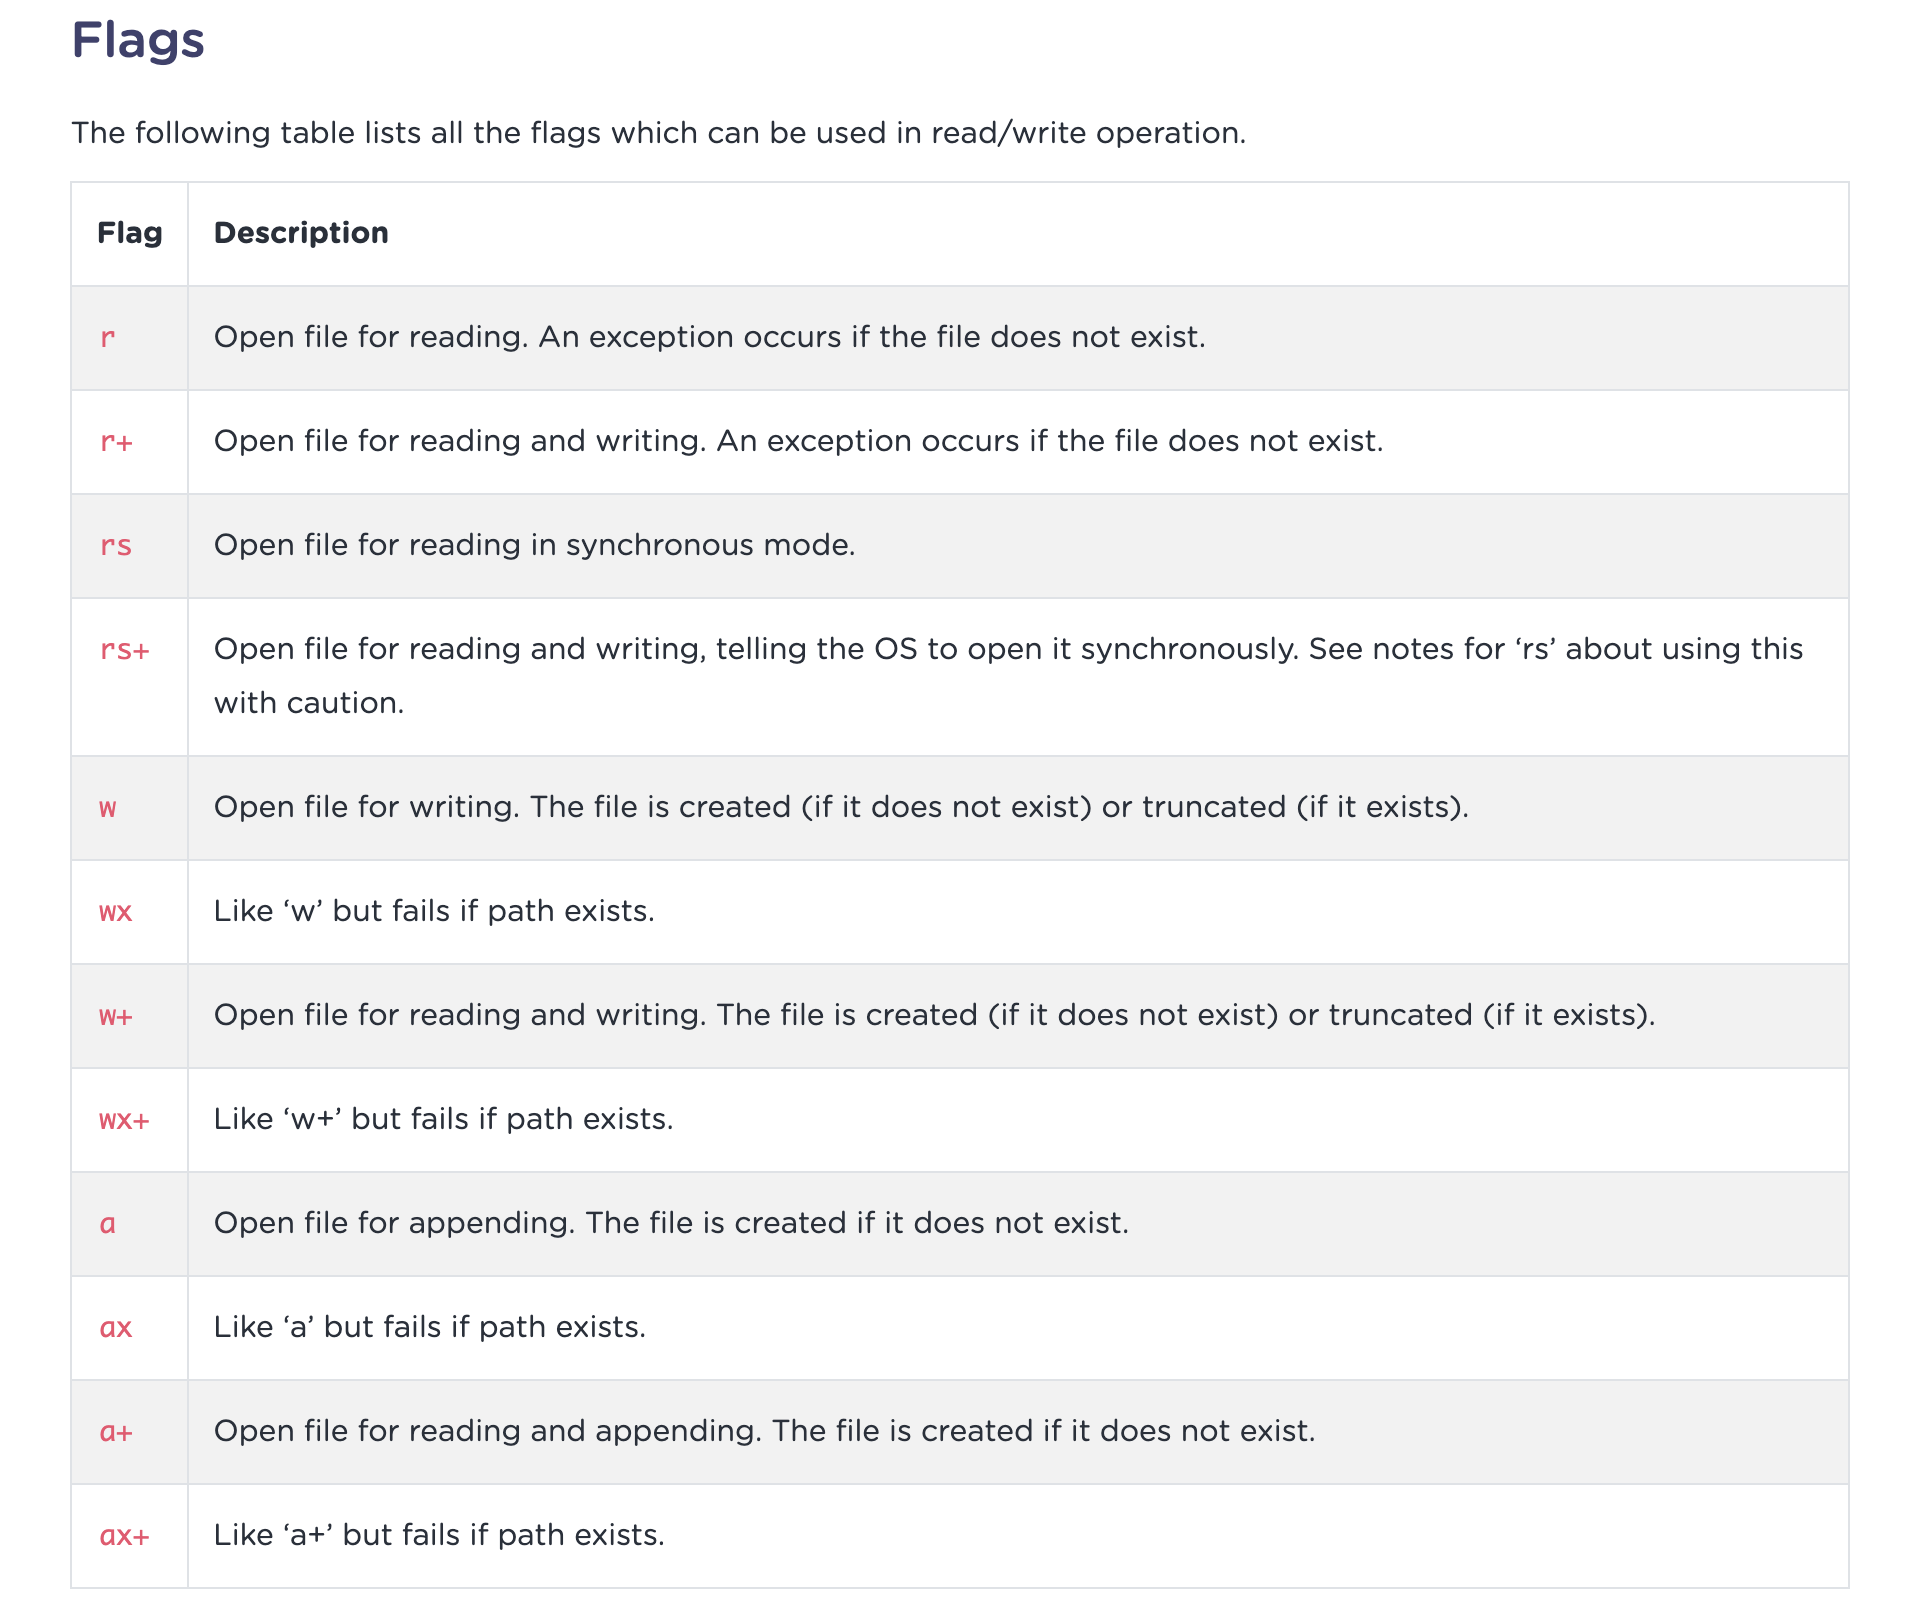 Flags
The following table lists all the flags which can be used in read/write operation.
Flag Description
r Open file for reading. An exception occurs if the file does not exist.
r+ Open file for reading and writing. An exception occurs if the file does not exist.
rs Open file for reading in synchronous mode.
rs+ Open file for reading and writing, telling the OS to open it synchronously. See notes for ‘rs’ about using this
with caution.
w Open file for writing. The file is created (if it does not exist) or truncated (if it exists).
wx Like ‘w’ but fails if path exists.
w+ Open file for reading and writing. The file is created (if it does not exist) or truncated (if it exists).
wx+ Like ‘w+’ but fails if path exists.
a Open file for appending. The file is created if it does not exist.
ax Like ‘a’ but fails if path exists.
a+ Open file for reading and appending. The file is created if it does not exist.
ax+ Like ‘a+’ but fails if path exists.